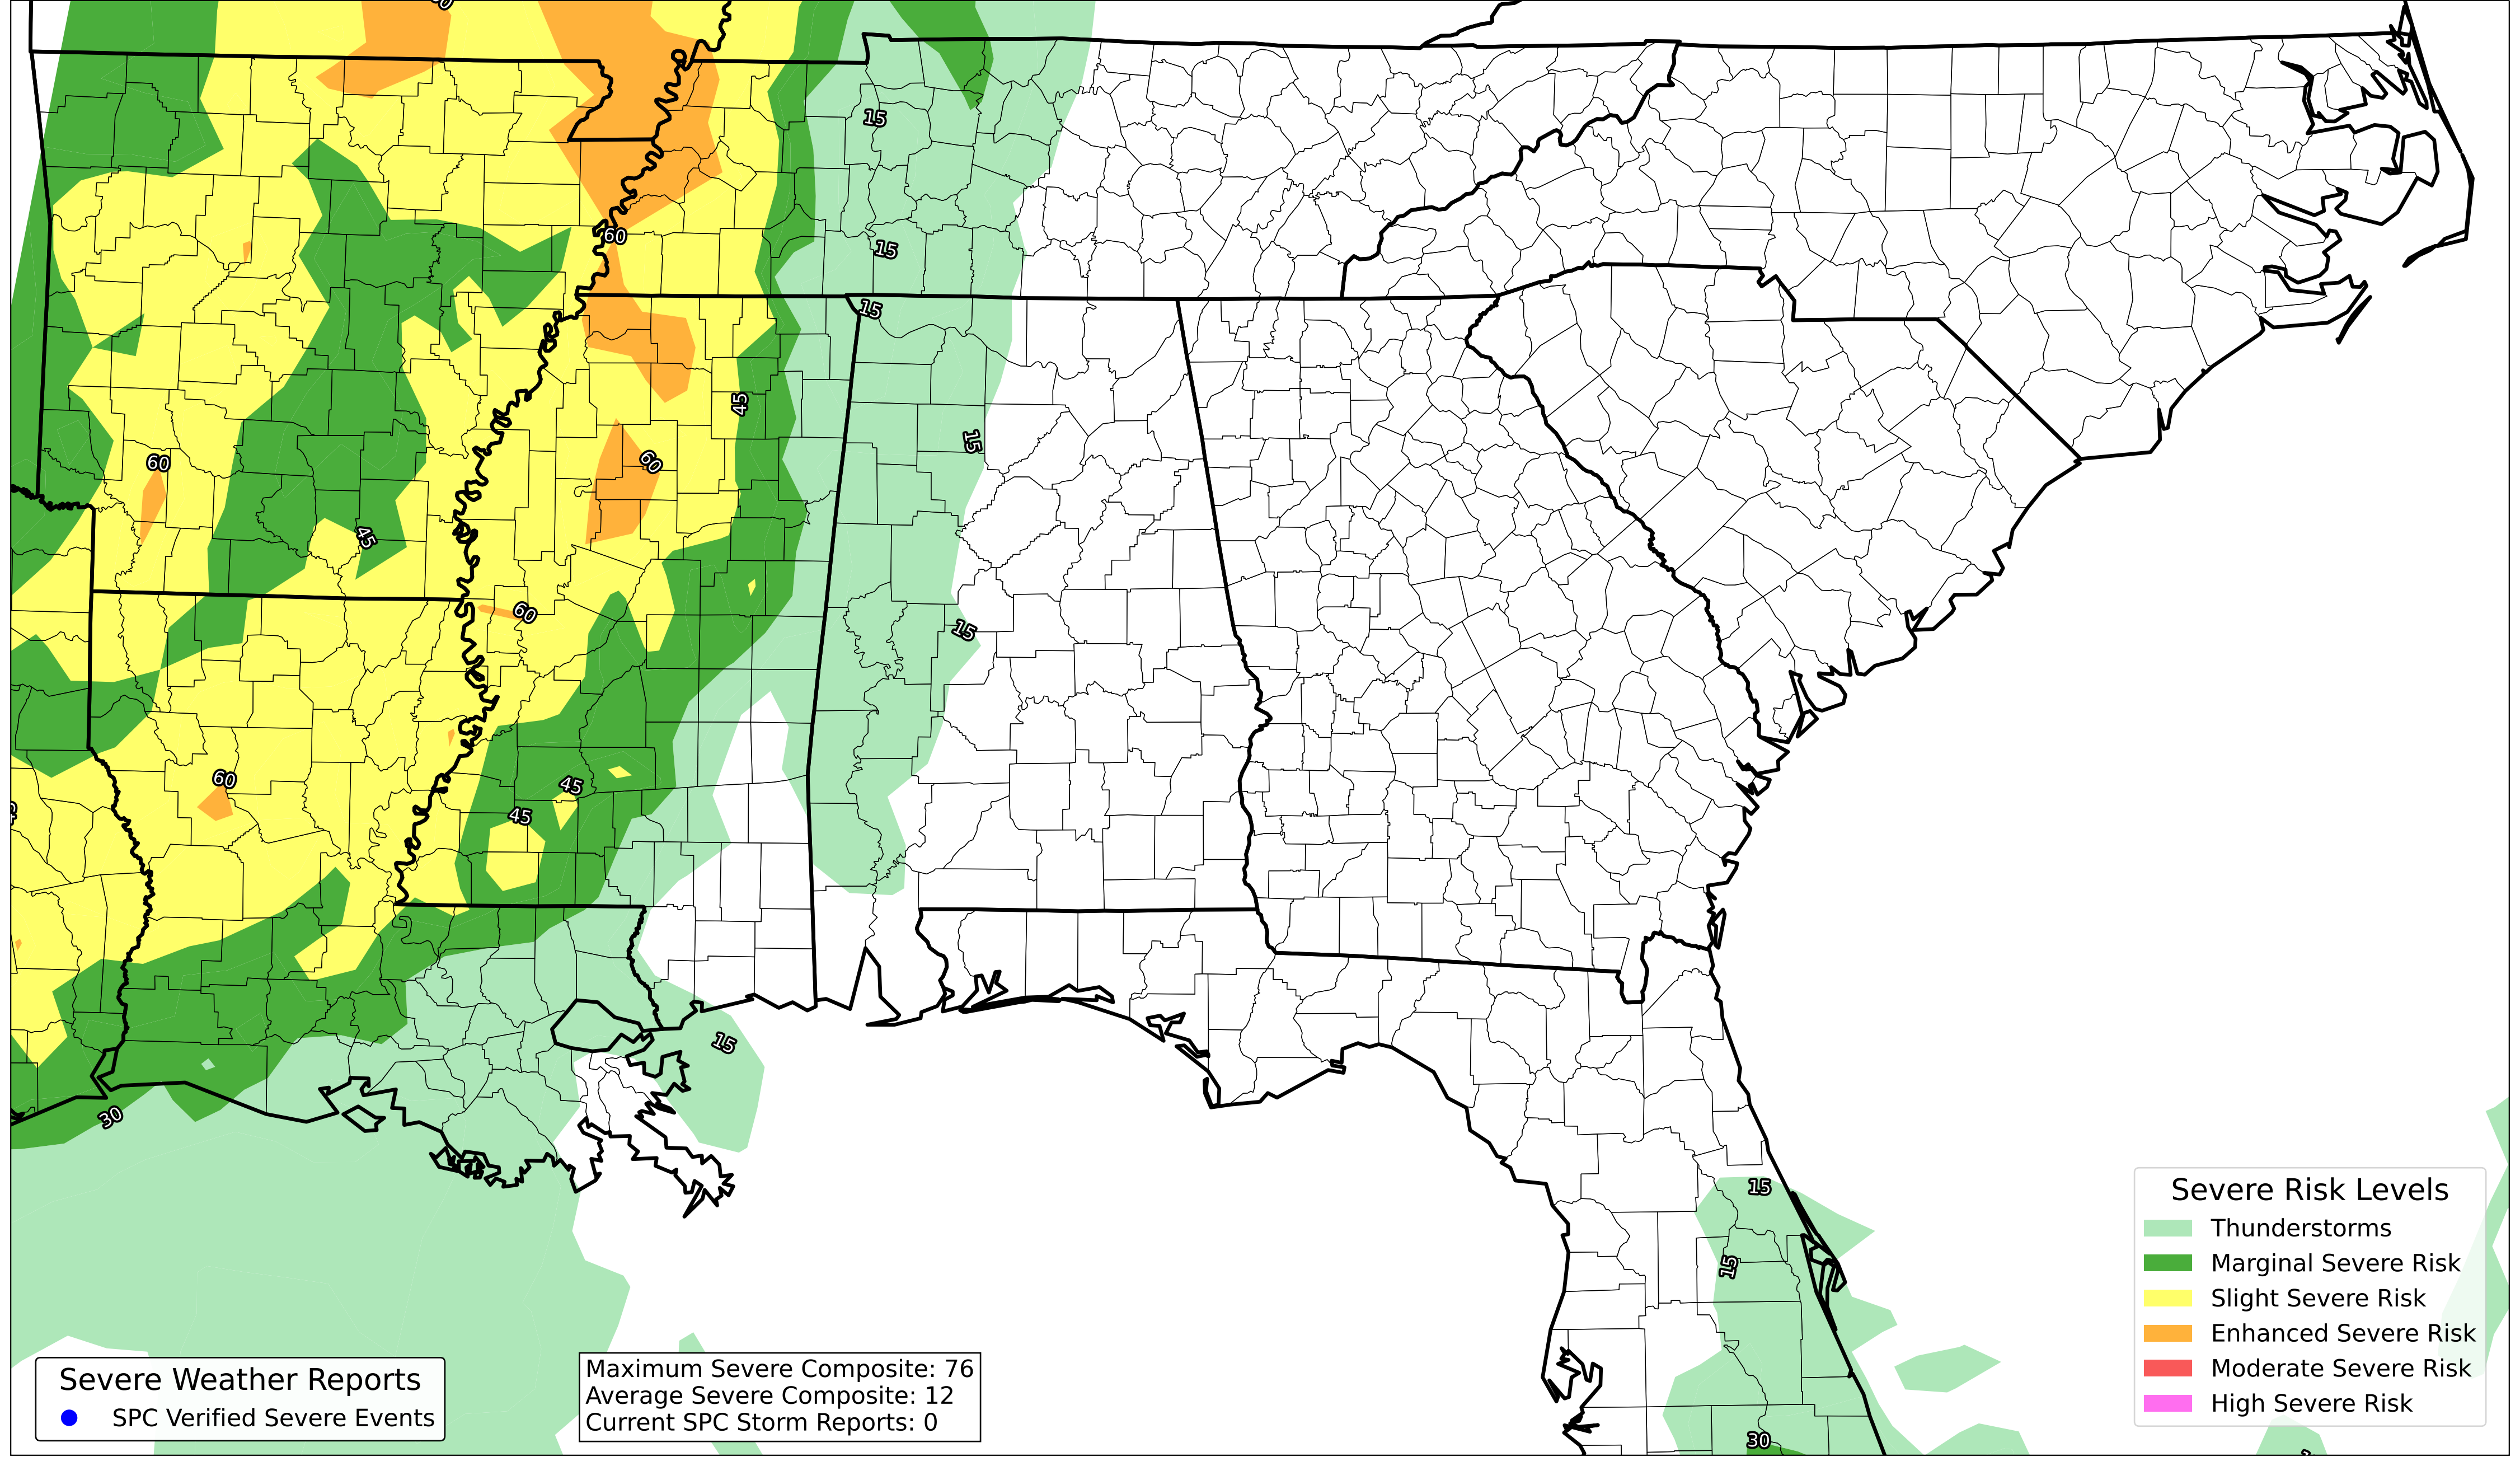 60
15
60
15
15
45
15
60
60
45
60
15
60
45
45
15
30
15
15
30
Severe Weather Reports
SPC Verified Severe Events
Maximum Severe Composite: 76
Average Severe Composite: 12
Current SPC Storm Reports: 0
Severe Risk Levels
Thunderstorms
Marginal Severe Risk
Slight Severe Risk
Enhanced Severe Risk
Moderate Severe Risk
High Severe Risk